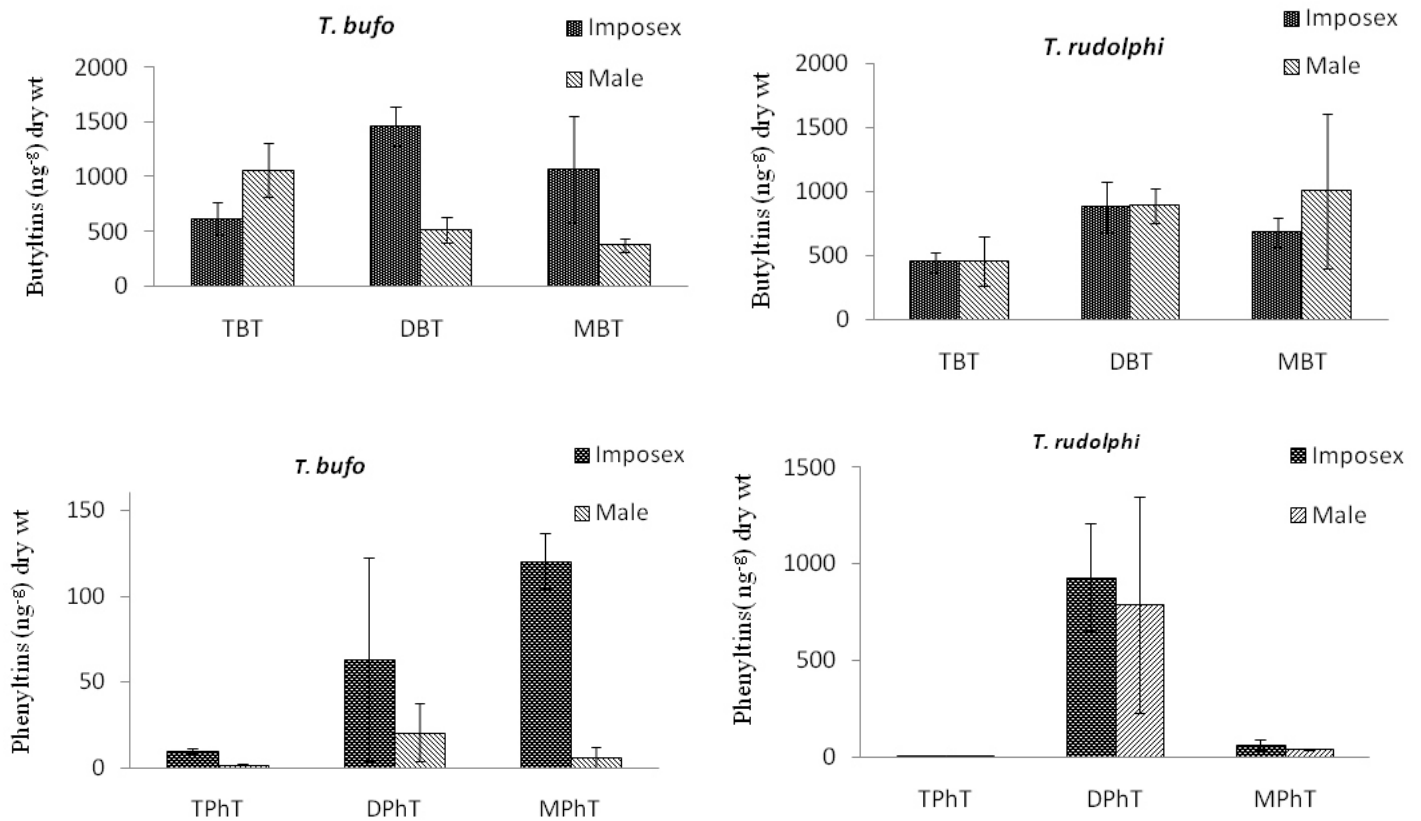 T. bufo
Imposex
Male
Butyltins (ng-g) dry wt
2000
1500
1000
500
0
TBT
DBT
MBT
T. rudolphi
Imposex
Male
Butyltins (ng-g) dry wt
2000
1500
1000
500
0
TBT
DBT
MBT
T. bufo
Imposex
Male
Phenyltins (ng-g) dry wt
150
100
50
0
TPhT
DPhT
MPhT
T. rudolphi
Imposex
Male
Phenyltins( ng-g) dry wt
1500
1000
500
0
TPhT
DPhT
MPhT